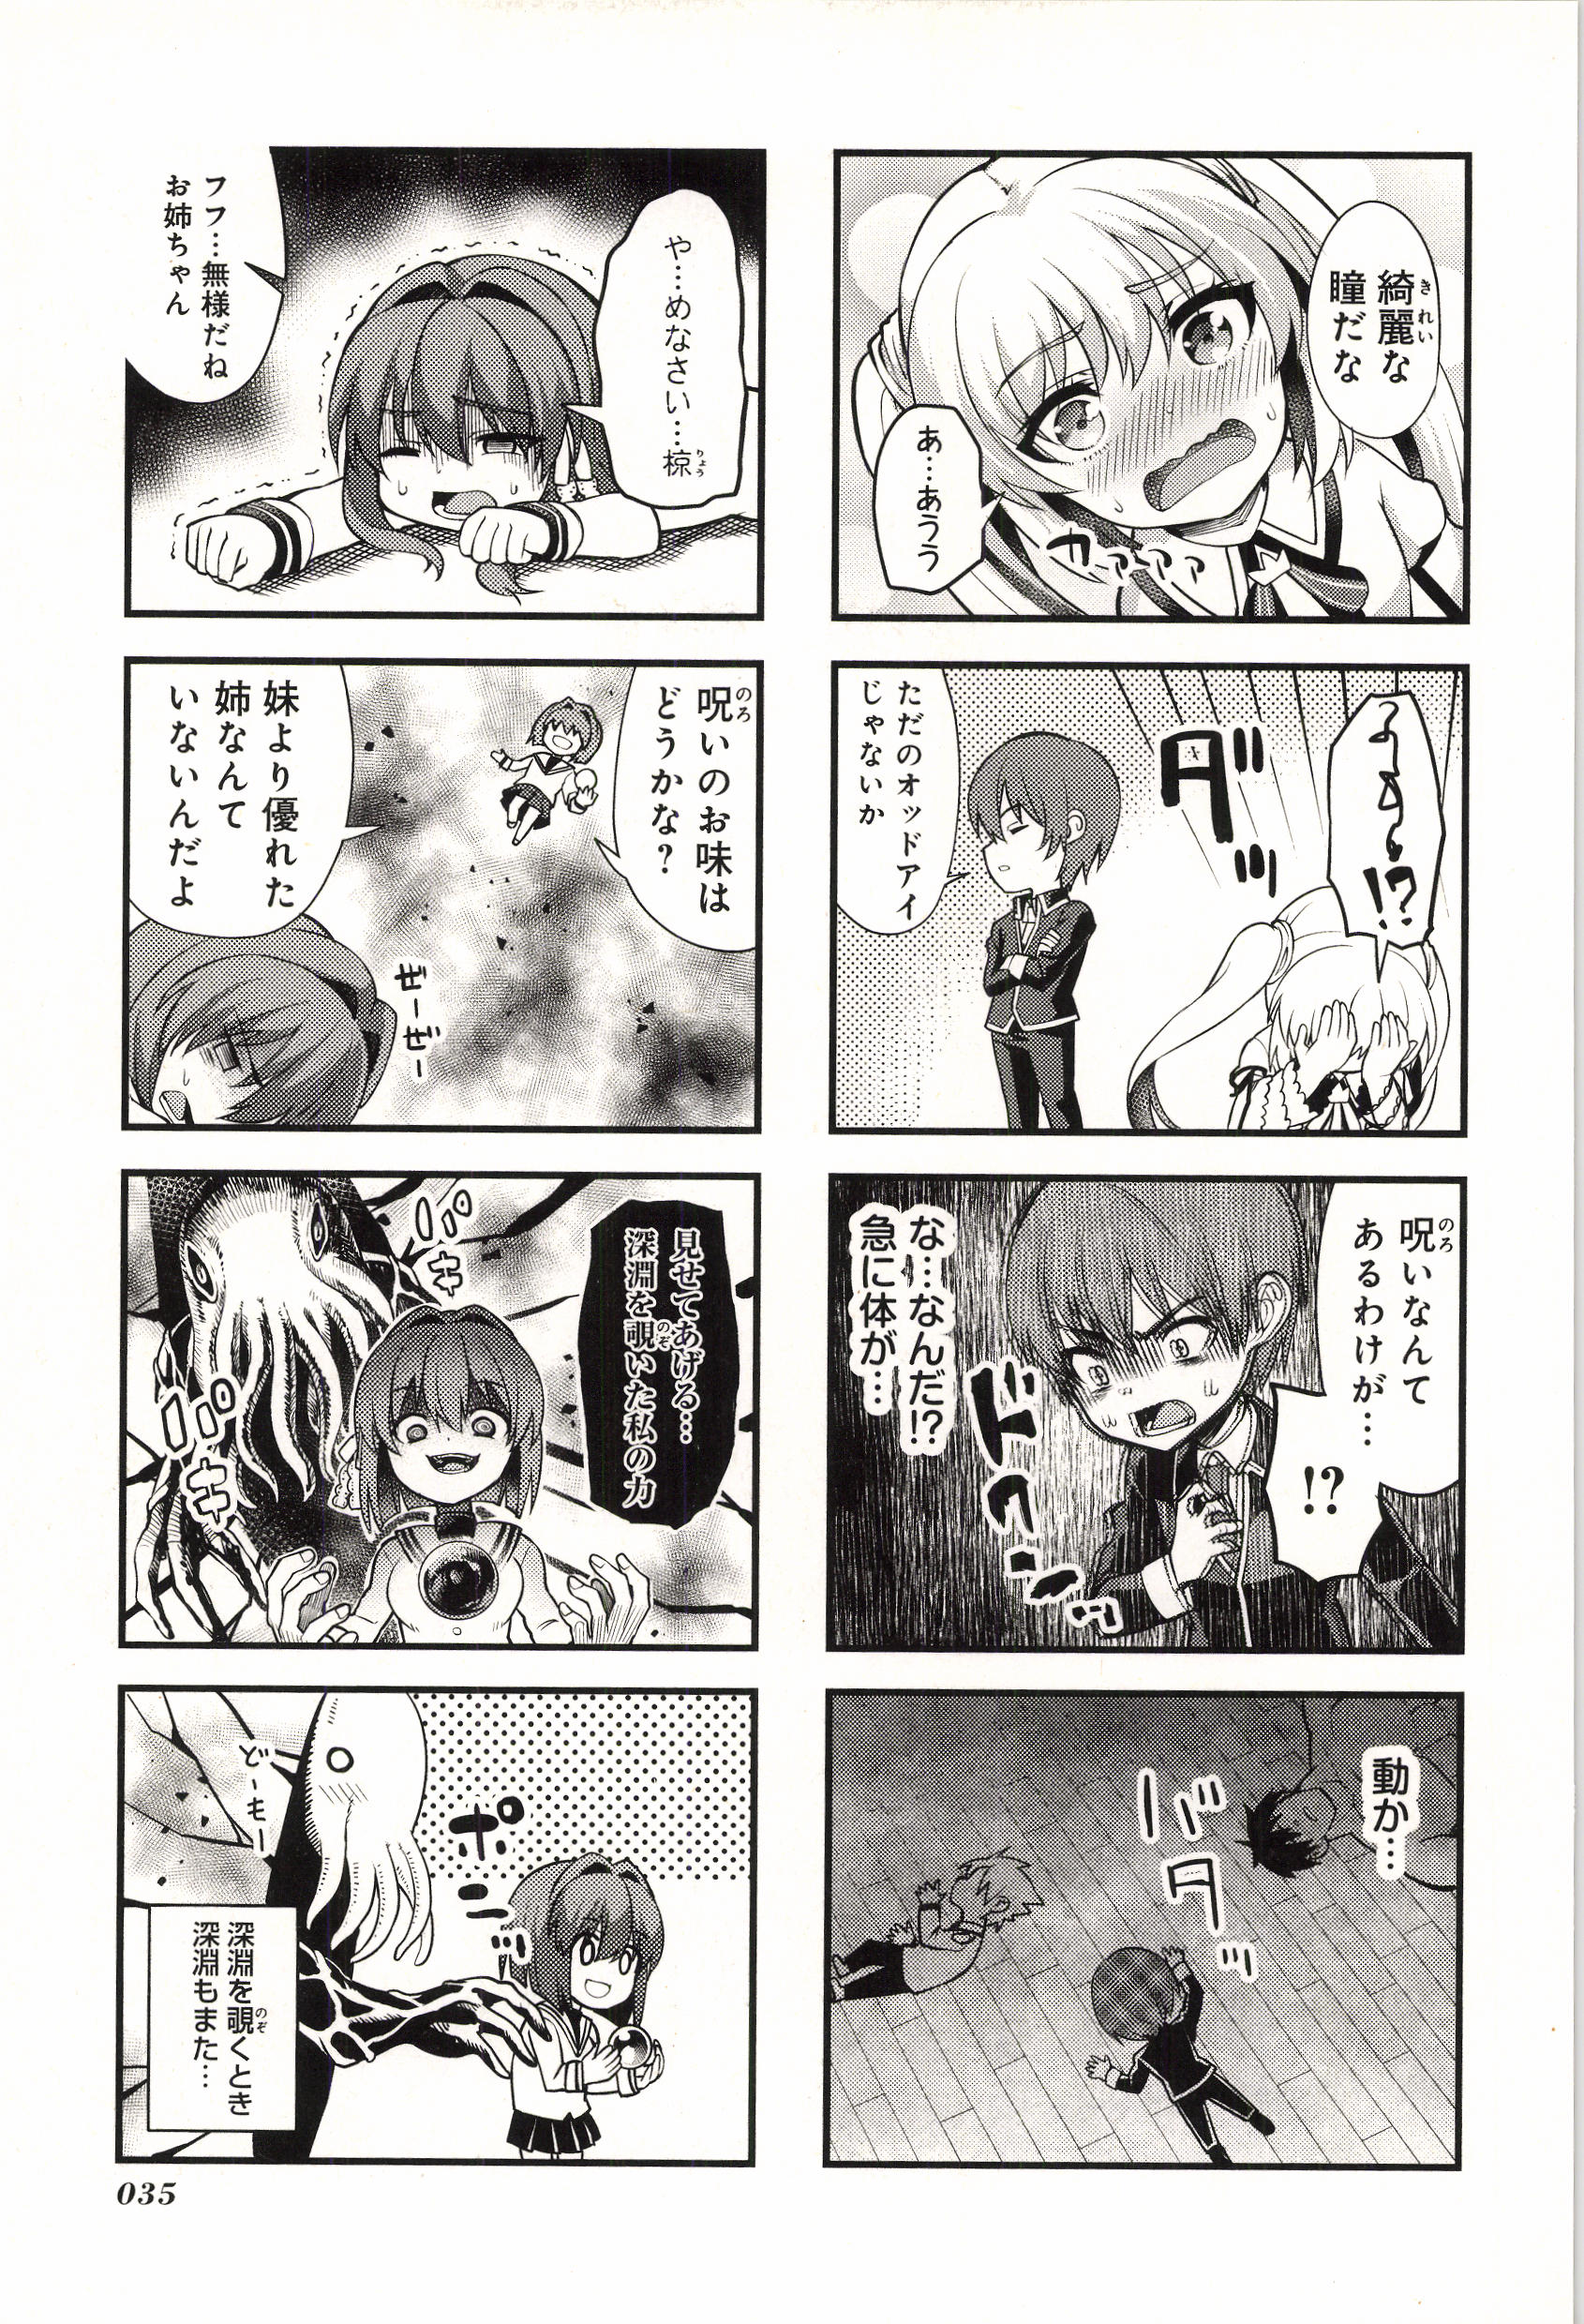 綺麗な
瞳だな
あ…あうう
カァァァ
!?
ダッ
ただのオッドアイ
じゃないか
呪いなんて
あるわけが…
!?
な…なんだ!?
急に体が…
ドクン…ッ
動か…
バタッ
や…めなさい…椋
フフ…無様だね
お姉ちゃん
呪いのお味は
どうかな?
妹より優れた
姉なんて
いないんだよ
ぜーぜー
見せてあげる…
深淵を覗いた私の力
バキ
バキ
ポニッ
どーもー
深淵を覗くとき
深淵もまた…
035